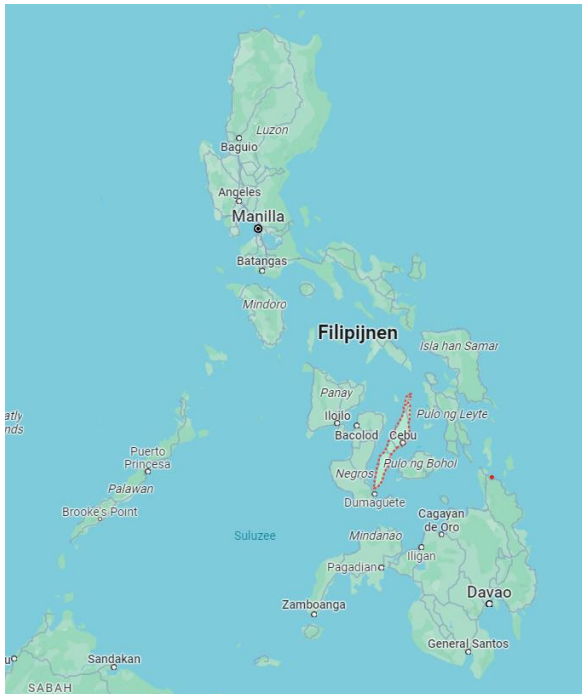 Luzon
Baguio
Angeles
Manilla
Batangas
Mindoro
Filipijnen
Isla han Samar
Panay
Iloilo
Bacolod
Cebu
Pulo ng Leyte
Negros
Pulo ng Bohol
Dumaguete
atly
nds
Puerto
Princesa
Palawan
Brooke's Point
Suluzee
Cagayan
de Oro
Mindanao
Iligan
Pagadian
Davao
Zamboanga
General Santos
Sandakan
SABAH